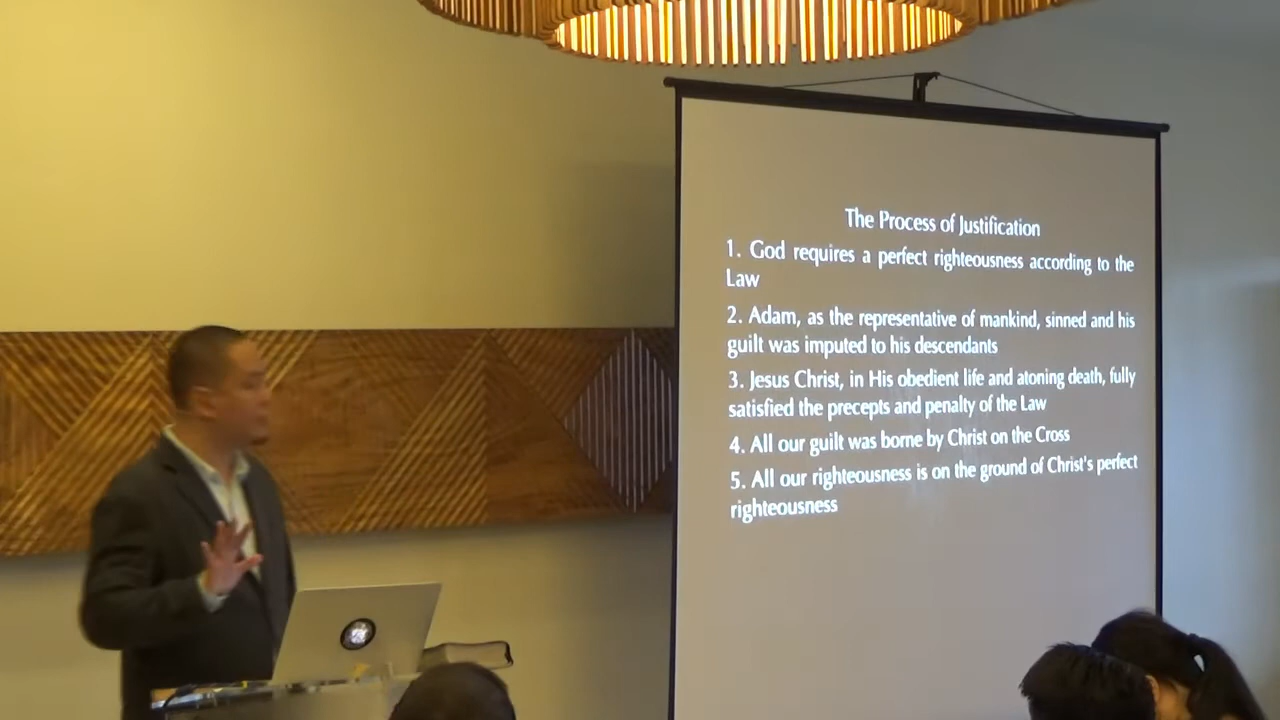 The Process of Justification
1. God requires a perfect righteousness according to the
Law
2. Adam, as the representative of mankind, sinned and his
guilt was imputed to his descendants
3. Jesus Christ, in His obedient life and atoning death, fully
satisfied the precepts and penalty of the Law
4. All our guilt was borne by Christ on the Cross
5. All our righteousness is on the ground of Christ's perfect
righteousness